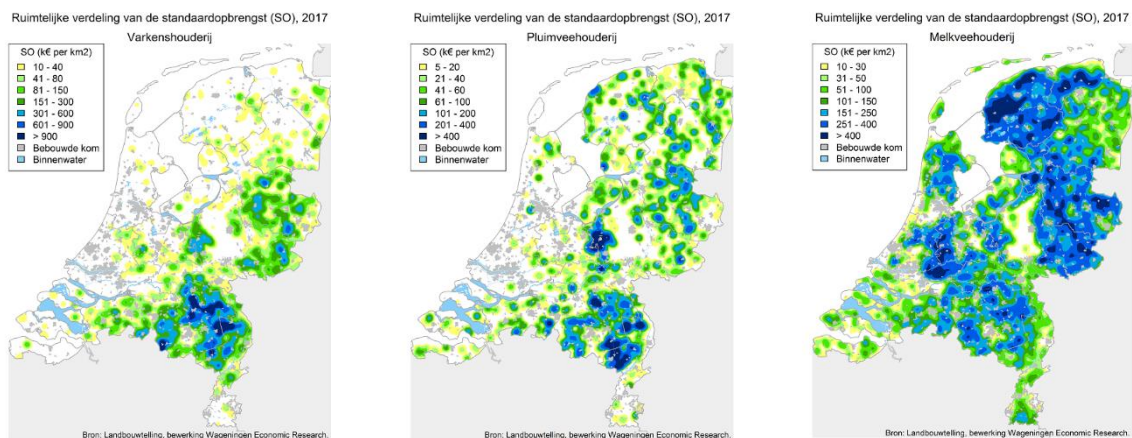 Ruimtelijke verdeling van de standaardopbrengst (SO), 2017
Varkenshouderij
SO (k€ per km2)
10 - 40
41 - 80
81 - 150
151 - 300
301 - 600
601 - 900
> 900
Bebouwde kom
Binnenwater
Bron: Landbouwtelling, bewerking Wageningen Economic Research.
Ruimtelijke verdeling van de standaardopbrengst (SO), 2017
Pluimveehouderij
SO (k€ per km2)
5 - 20
21 - 40
41 - 60
61 - 100
101 - 200
201 - 400
> 400
Bebouwde kom
Binnenwater
Bron: Landbouwtelling, bewerking Wageningen Economic Research.
Ruimtelijke verdeling van de standaardopbrengst (SO), 2017
Melkveehouderij
SO (k€ per km2)
10 - 30
31 - 50
51 - 100
101 - 150
151 - 250
251 - 400
> 400
Bebouwde kom
Binnenwater
Bron: Landbouwtelling, bewerking Wageningen Economic Research.